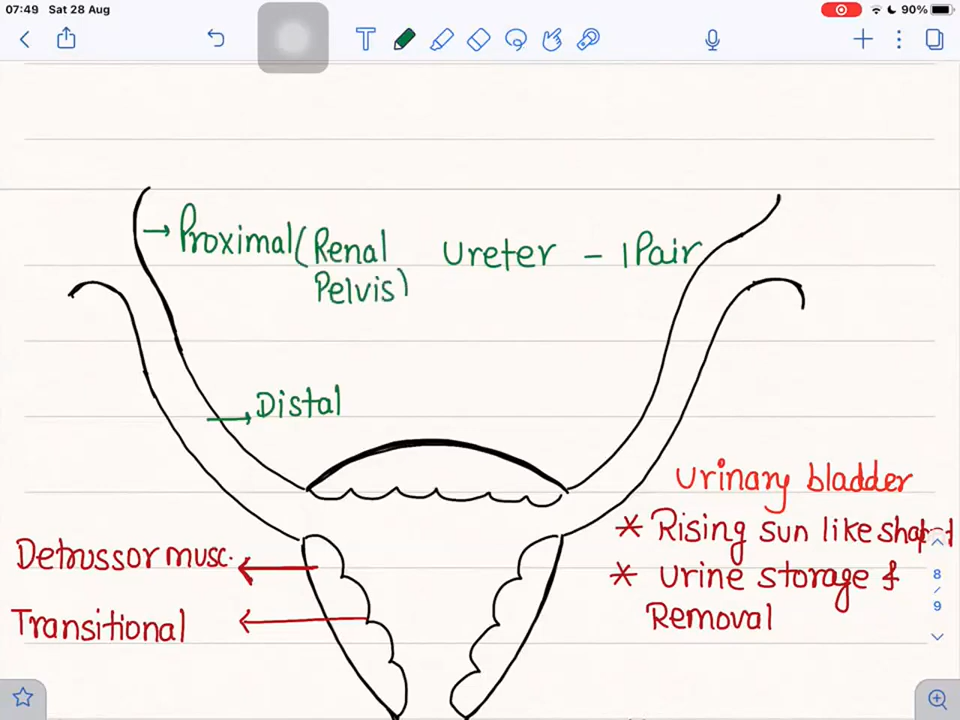 07:49 Sat 28 Aug
90%
T
Proximal (Renal
Pelvis)
Ureter - 1 Pair
Distal
urinary bladder
* Rising sun like shaped
* Urine storage &
Removal
Detrussor musc.
Transitional
8
/
9